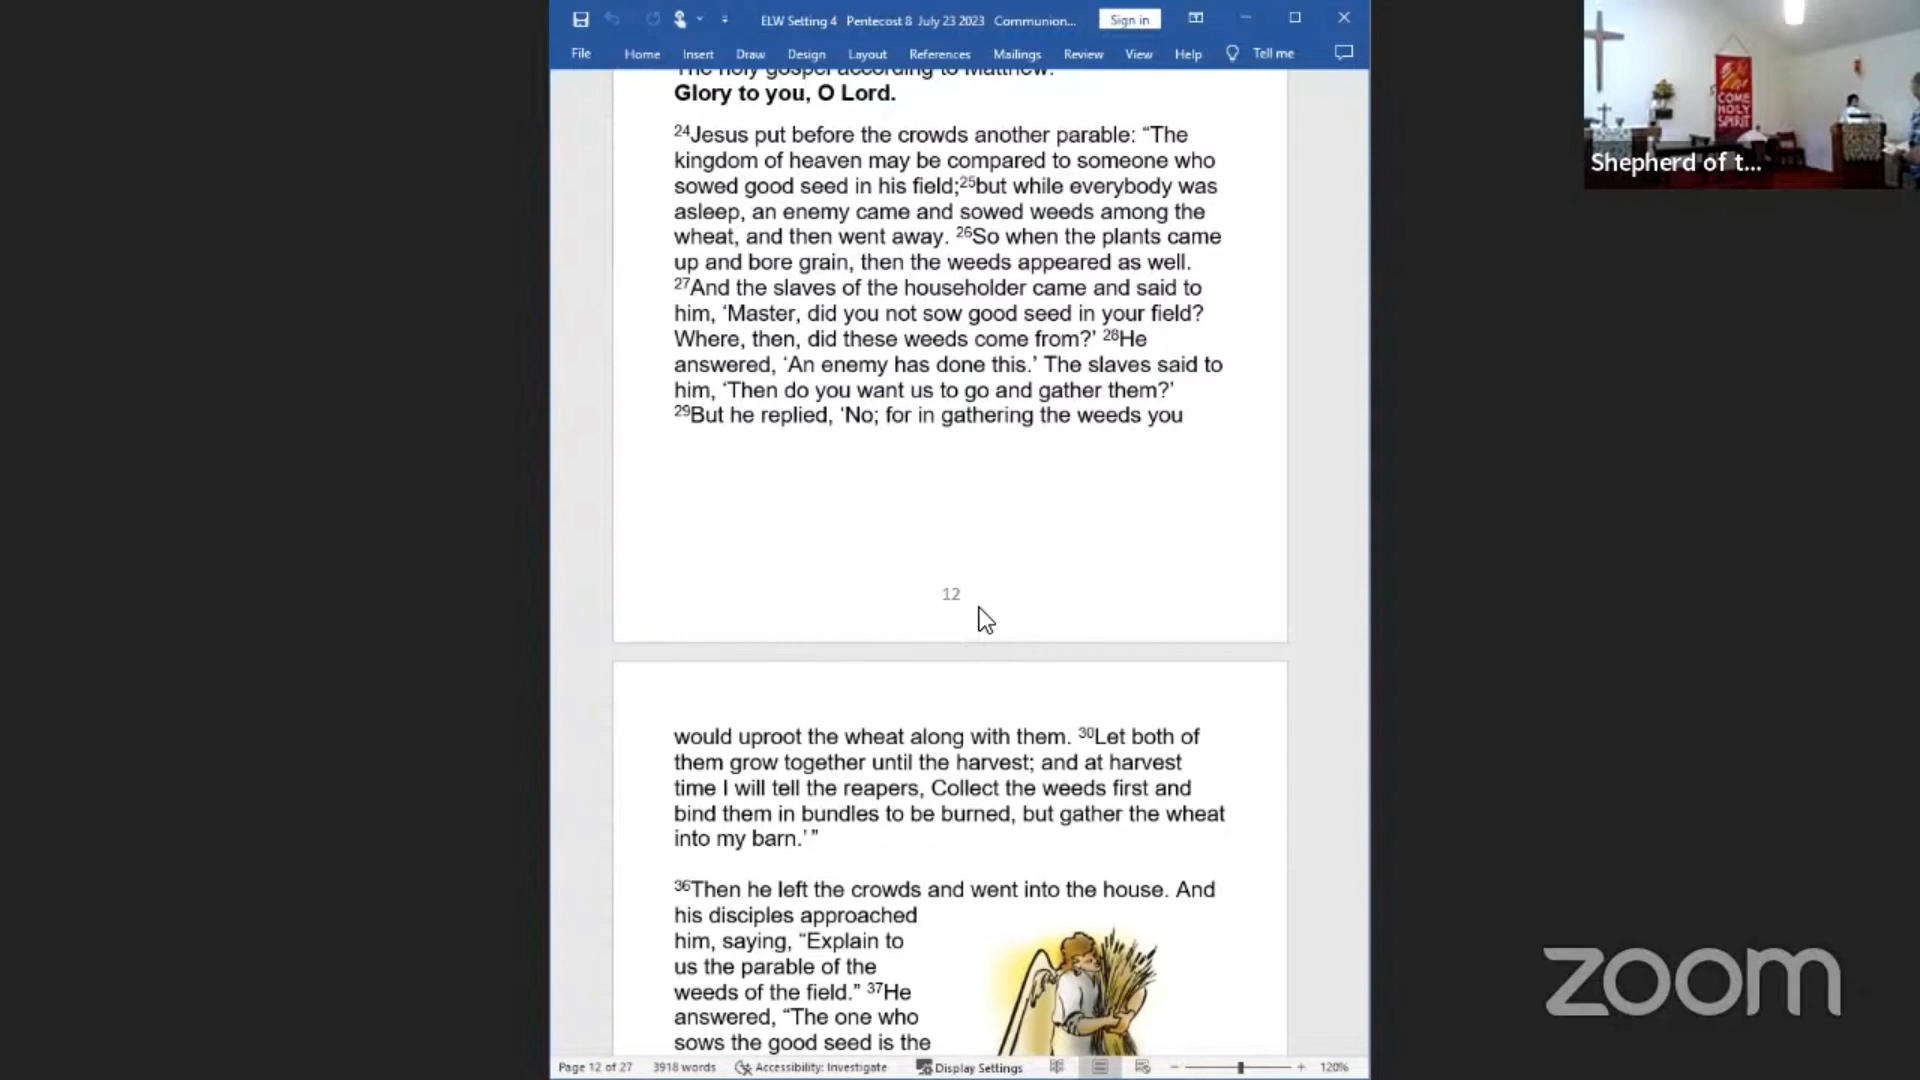 ELW Setting 4 Pentecost 8 July 23 2023 Communion...
Sign in
File Home Insert Draw Design Layout References Mailings Review View Help Tell me
The holy gospel according to Matthew.
Glory to you, O Lord.
24Jesus put before the crowds another parable: “The
kingdom of heaven may be compared to someone who
sowed good seed in his field;25but while everybody was
asleep, an enemy came and sowed weeds among the
wheat, and then went away. 26So when the plants came
up and bore grain, then the weeds appeared as well.
27And the slaves of the householder came and said to
him, ‘Master, did you not sow good seed in your field?
Where, then, did these weeds come from?’ 28He
answered, ‘An enemy has done this.’ The slaves said to
him, ‘Then do you want us to go and gather them?’
29But he replied, ‘No; for in gathering the weeds you
12
would uproot the wheat along with them. 30Let both of
them grow together until the harvest; and at harvest
time I will tell the reapers, Collect the weeds first and
bind them in bundles to be burned, but gather the wheat
into my barn.’”
36Then he left the crowds and went into the house. And
his disciples approached
him, saying, “Explain to
us the parable of the
weeds of the field.” 37He
answered, “The one who
sows the good seed is the
Page 12 of 27 3918 words Accessibility: Investigate Display Settings 120%
COME
HOLY
SPIRIT
Shepherd of t...
zoom